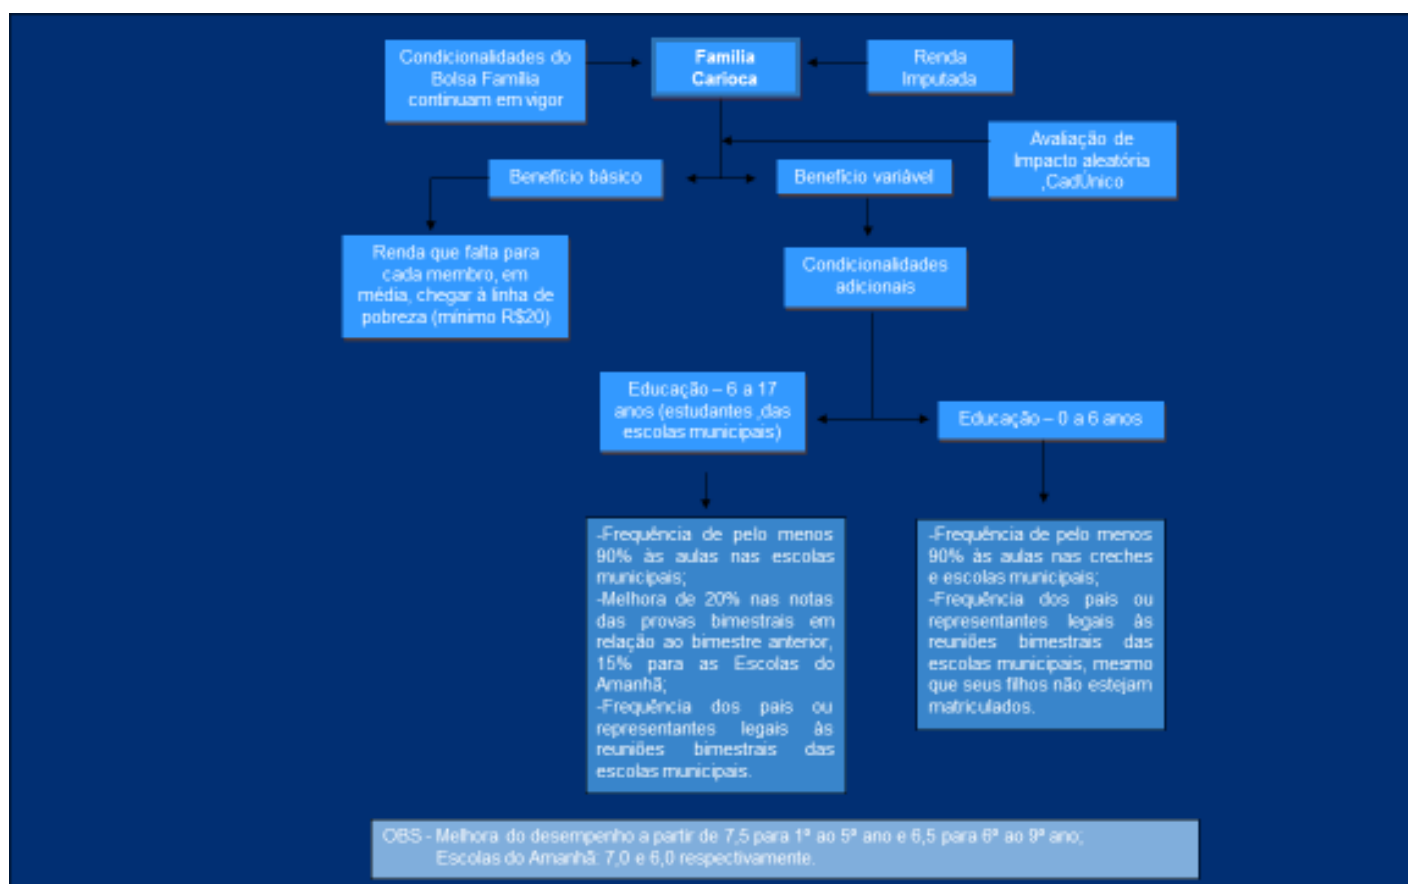 Condicionalidades do
Bolsa Família
continuam em vigor
Família
Carioca
Renda
Imputada
Avaliação de
Impacto aleatória
,CadÚnico
Benefício básico
Benefício variável
Renda que falta para
cada membro, em
média, chegar à linha de
pobreza (mínimo R$20)
Condicionalidades
adicionais
Educação – 6 a 17
anos (estudantes ,das
escolas municipais)
Educação – 0 a 6 anos
-Frequência de pelo menos
90% às aulas nas escolas
municipais;
-Melhora de 20% nas notas
das provas bimestrais em
relação ao bimestre anterior,
15% para as Escolas do
Amanhã;
-Frequência dos pais ou
representantes legais às
reuniões bimestrais das
escolas municipais.
-Frequência de pelo menos
90% às aulas nas creches
e escolas municipais;
-Frequência dos pais ou
representantes legais às
reuniões bimestrais das
escolas municipais, mesmo
que seus filhos não estejam
matriculados.
OBS - Melhora do desempenho a partir de 7,5 para 1º ao 5º ano e 6,5 para 6º ao 9º ano;
Escolas do Amanhã: 7,0 e 6,0 respectivamente.